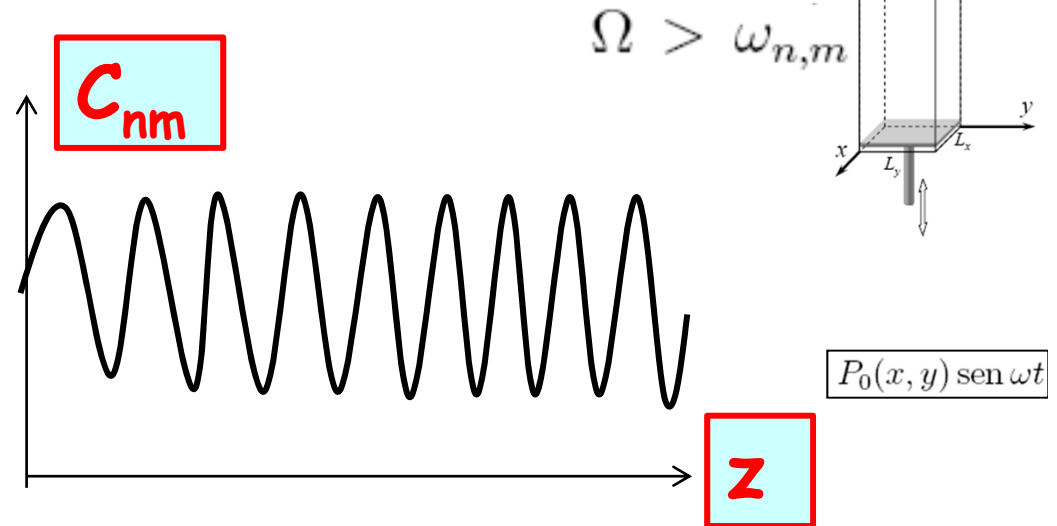 Ω > ω_{n,m}
C_{nm}
y
x
L_x
L_y
P_0(x, y) sen ωt
z